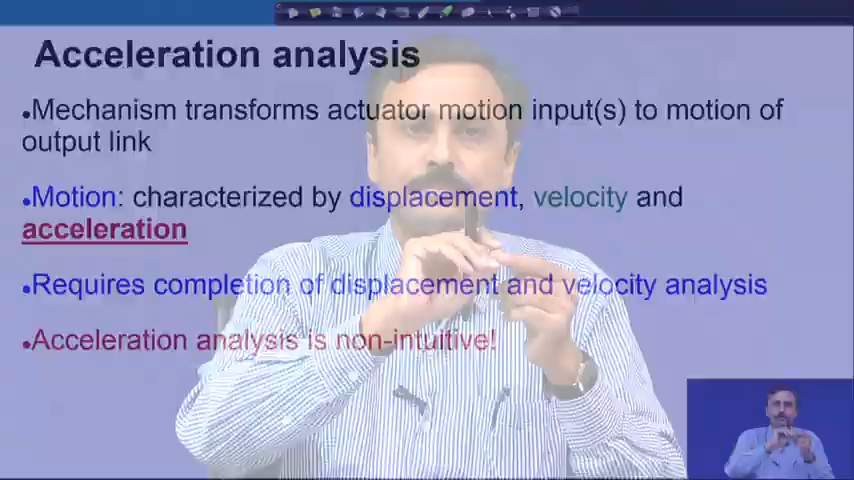 Acceleration analysis
•Mechanism transforms actuator motion input(s) to motion of
output link
•Motion: characterized by displacement, velocity and
acceleration
•Requires completion of displacement and velocity analysis
•Acceleration analysis is non-intuitive!